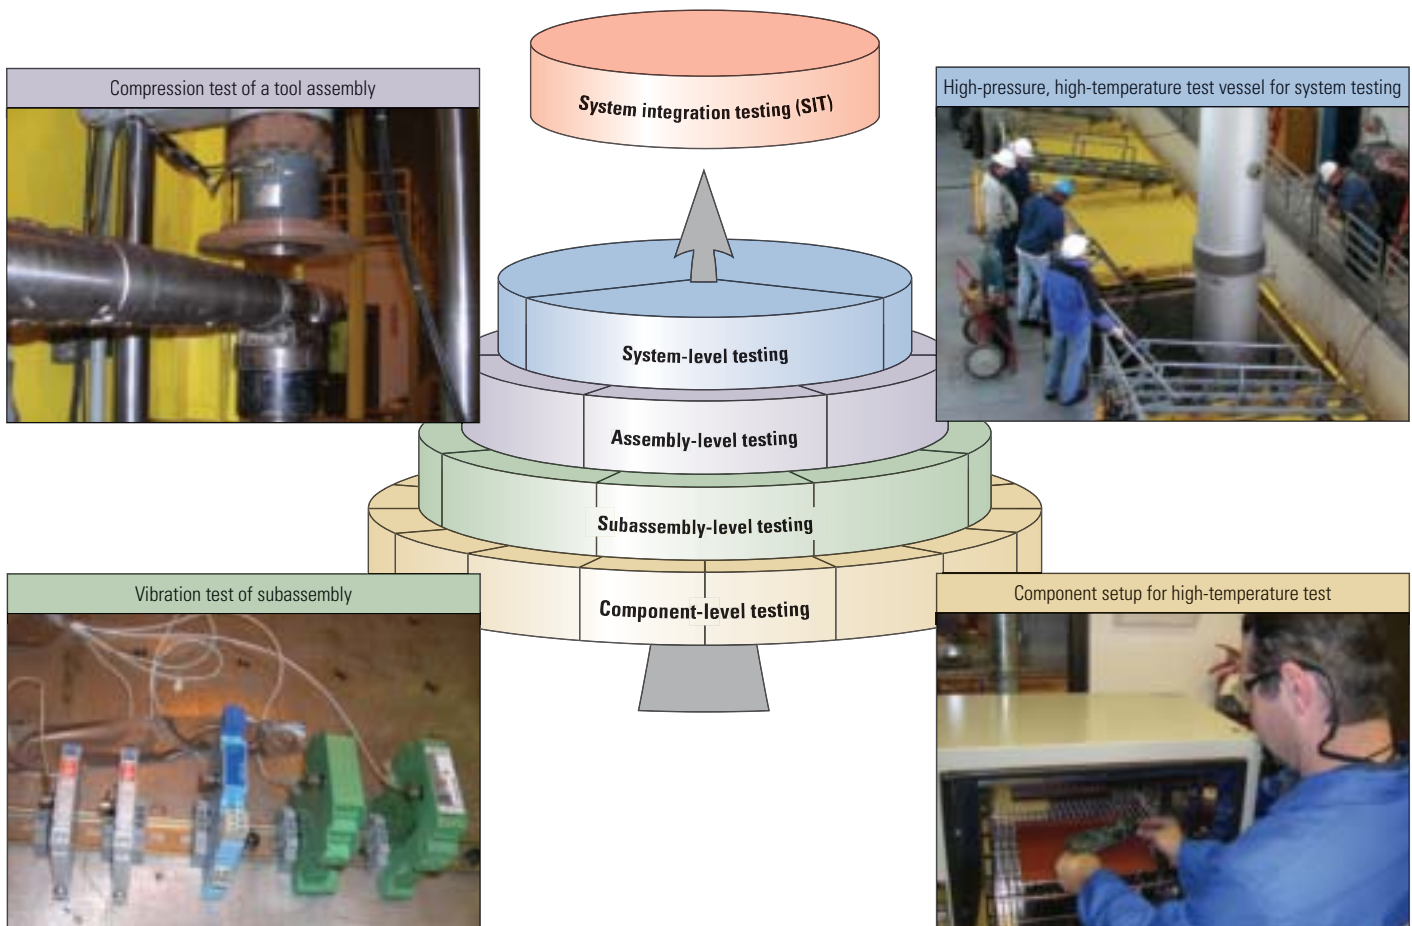 System integration testing (SIT)
Compression test of a tool assembly
High-pressure, high-temperature test vessel for system testing
System-level testing
Assembly-level testing
Subassembly-level testing
Component-level testing
Vibration test of subassembly
Component setup for high-temperature test